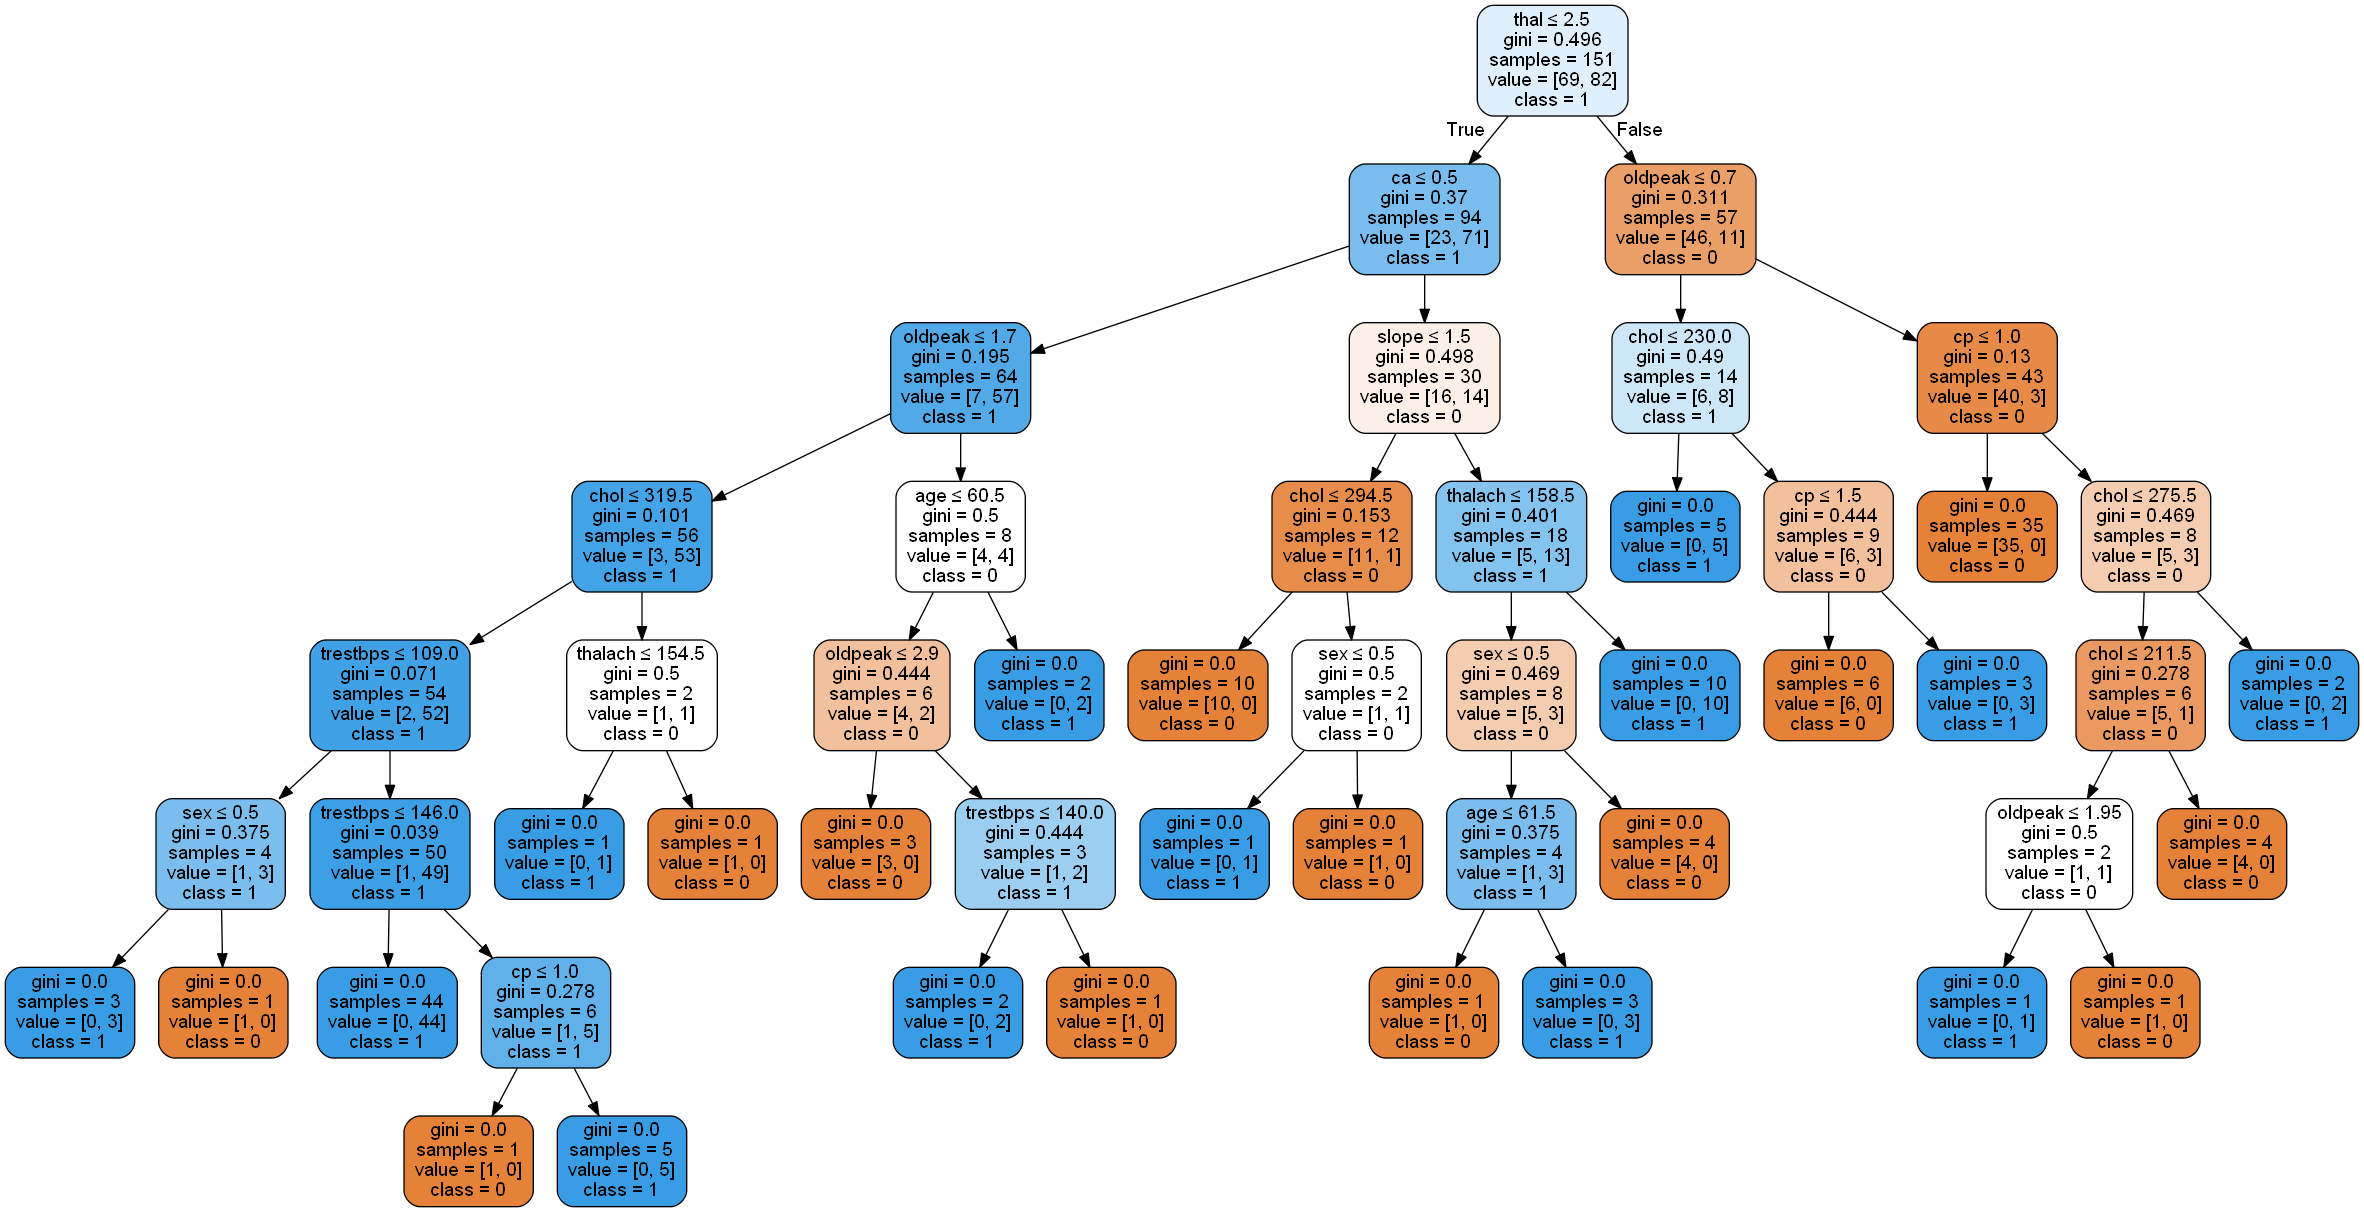 thal ≤ 2.5
gini = 0.496
samples = 151
value = [69, 82]
class = 1
True
False
ca ≤ 0.5
gini = 0.37
samples = 94
value = [23, 71]
class = 1
oldpeak ≤ 0.7
gini = 0.311
samples = 57
value = [46, 11]
class = 0
oldpeak ≤ 1.7
gini = 0.195
samples = 64
value = [7, 57]
class = 1
slope ≤ 1.5
gini = 0.498
samples = 30
value = [16, 14]
class = 0
chol ≤ 230.0
gini = 0.49
samples = 14
value = [6, 8]
class = 1
cp ≤ 1.0
gini = 0.13
samples = 43
value = [40, 3]
class = 0
chol ≤ 319.5
gini = 0.101
samples = 56
value = [3, 53]
class = 1
age ≤ 60.5
gini = 0.5
samples = 8
value = [4, 4]
class = 0
chol ≤ 294.5
gini = 0.153
samples = 12
value = [11, 1]
class = 0
thalach ≤ 158.5
gini = 0.401
samples = 18
value = [5, 13]
class = 1
gini = 0.0
samples = 5
value = [0, 5]
class = 1
cp ≤ 1.5
gini = 0.444
samples = 9
value = [6, 3]
class = 0
gini = 0.0
samples = 35
value = [35, 0]
class = 0
chol ≤ 275.5
gini = 0.469
samples = 8
value = [5, 3]
class = 0
trestbps ≤ 109.0
gini = 0.071
samples = 54
value = [2, 52]
class = 1
thalach ≤ 154.5
gini = 0.5
samples = 2
value = [1, 1]
class = 0
oldpeak ≤ 2.9
gini = 0.444
samples = 6
value = [4, 2]
class = 0
gini = 0.0
samples = 2
value = [0, 2]
class = 1
gini = 0.0
samples = 10
value = [10, 0]
class = 0
sex ≤ 0.5
gini = 0.5
samples = 2
value = [1, 1]
class = 0
sex ≤ 0.5
gini = 0.469
samples = 8
value = [5, 3]
class = 0
gini = 0.0
samples = 10
value = [0, 10]
class = 1
gini = 0.0
samples = 6
value = [6, 0]
class = 0
gini = 0.0
samples = 3
value = [0, 3]
class = 1
chol ≤ 211.5
gini = 0.278
samples = 6
value = [5, 1]
class = 0
gini = 0.0
samples = 2
value = [0, 2]
class = 1
sex ≤ 0.5
gini = 0.375
samples = 4
value = [1, 3]
class = 1
trestbps ≤ 146.0
gini = 0.039
samples = 50
value = [1, 49]
class = 1
gini = 0.0
samples = 1
value = [0, 1]
class = 1
gini = 0.0
samples = 1
value = [1, 0]
class = 0
gini = 0.0
samples = 3
value = [3, 0]
class = 0
trestbps ≤ 140.0
gini = 0.444
samples = 3
value = [1, 2]
class = 1
gini = 0.0
samples = 1
value = [0, 1]
class = 1
gini = 0.0
samples = 1
value = [1, 0]
class = 0
age ≤ 61.5
gini = 0.375
samples = 4
value = [1, 3]
class = 1
gini = 0.0
samples = 4
value = [4, 0]
class = 0
oldpeak ≤ 1.95
gini = 0.5
samples = 2
value = [1, 1]
class = 0
gini = 0.0
samples = 4
value = [4, 0]
class = 0
gini = 0.0
samples = 3
value = [0, 3]
class = 1
gini = 0.0
samples = 1
value = [1, 0]
class = 0
gini = 0.0
samples = 44
value = [0, 44]
class = 1
cp ≤ 1.0
gini = 0.278
samples = 6
value = [1, 5]
class = 1
gini = 0.0
samples = 2
value = [0, 2]
class = 1
gini = 0.0
samples = 1
value = [1, 0]
class = 0
gini = 0.0
samples = 1
value = [1, 0]
class = 0
gini = 0.0
samples = 3
value = [0, 3]
class = 1
gini = 0.0
samples = 1
value = [0, 1]
class = 1
gini = 0.0
samples = 1
value = [1, 0]
class = 0
gini = 0.0
samples = 1
value = [1, 0]
class = 0
gini = 0.0
samples = 5
value = [0, 5]
class = 1